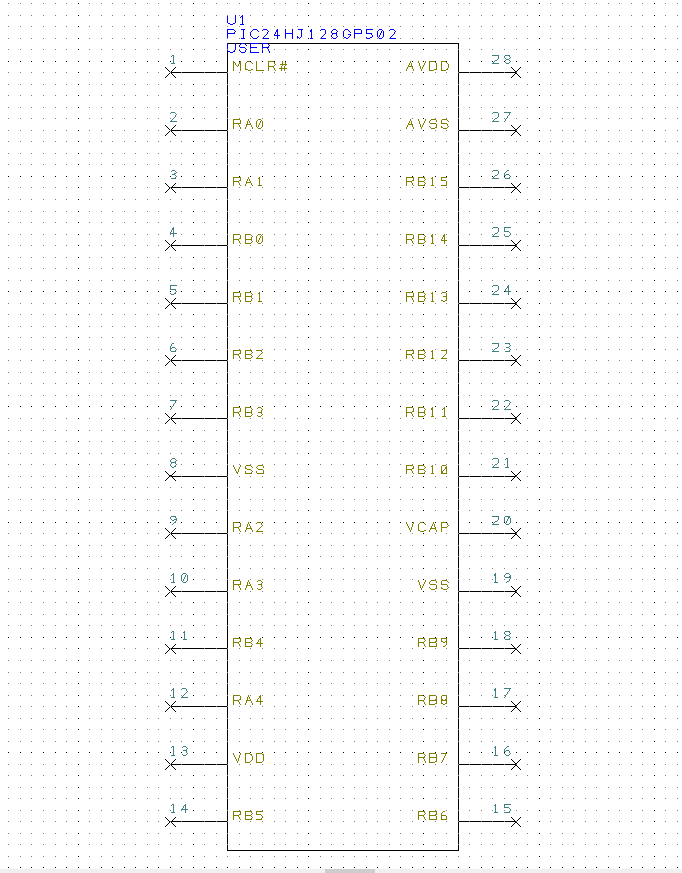 U1
PIC24HJ128GP502
USER
1 MCLR# AVDD 28
2 RA0 AVSS 27
3 RA1 RB15 26
4 RB0 RB14 25
5 RB1 RB13 24
6 RB2 RB12 23
7 RB3 RB11 22
8 VSS RB10 21
9 RA2 VCAP 20
10 RA3 VSS 19
11 RB4 RB9 18
12 RA4 RB8 17
13 VDD RB7 16
14 RB5 RB6 15